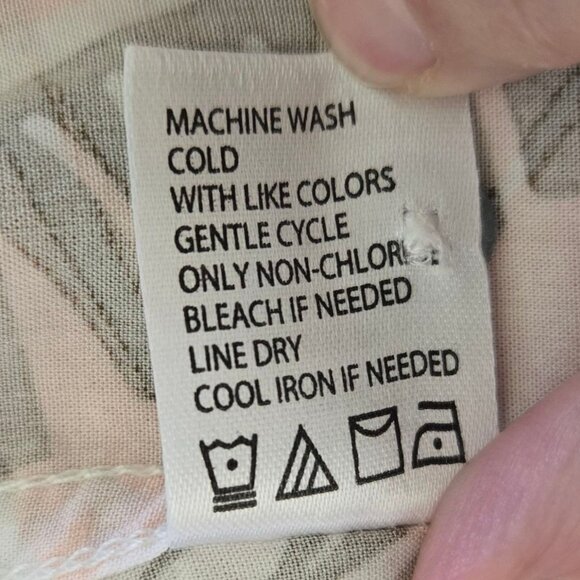 MACHINE WASH
COLD
WITH LIKE COLORS
GENTLE CYCLE
ONLY NON-CHLORINE
BLEACH IF NEEDED
LINE DRY
COOL IRON IF NEEDED